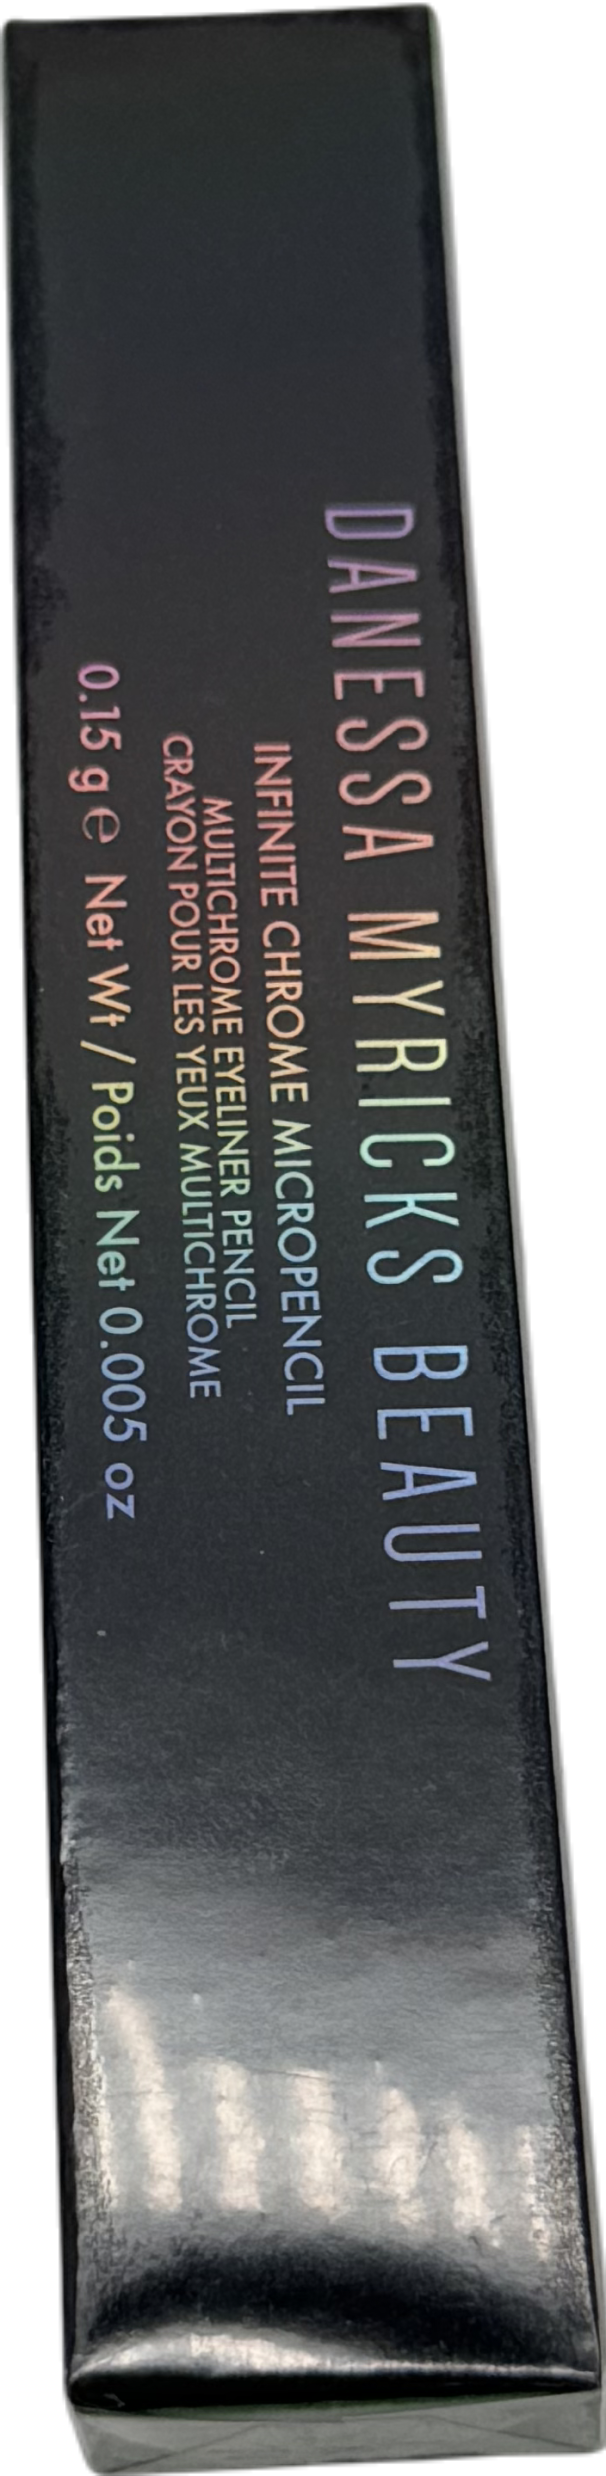 DANESSA MYRICKS BEAUTY
INFINITE CHROME MICROPENCIL
MULTICHROME EYELINER PENCIL
CRAYON POUR LES YEUX MULTICHROME
0.15 g ℮ Net Wt / Poids Net 0.005 oz